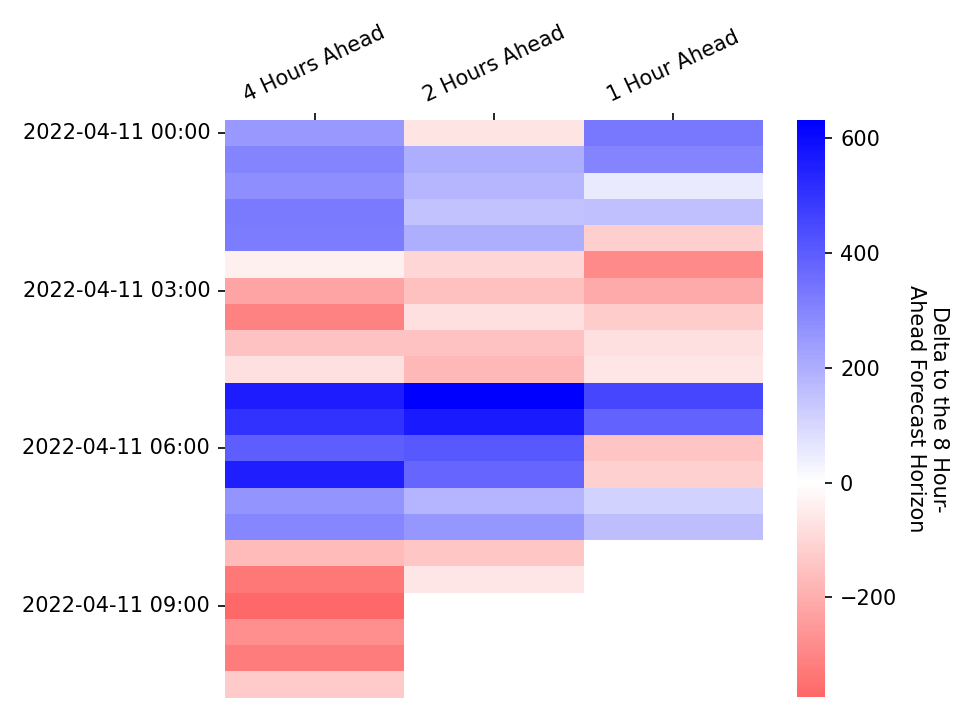 4 Hours Ahead
2 Hours Ahead
1 Hour Ahead
2022-04-11 00:00
2022-04-11 03:00
2022-04-11 06:00
2022-04-11 09:00
600
400
200
0
−200
Delta to the 8 Hour-
Ahead Forecast Horizon